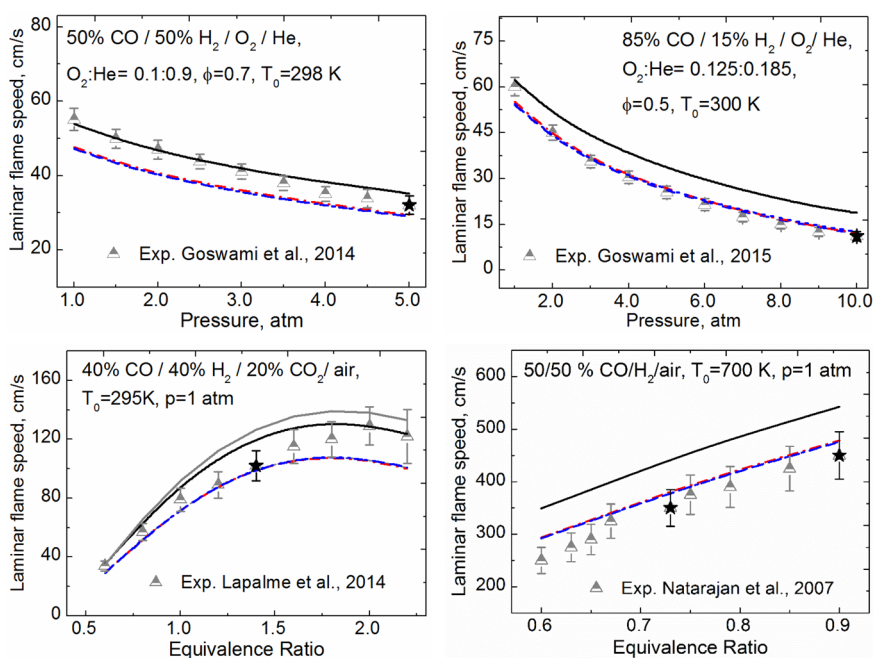 50% CO / 50% H₂ / O₂ / He,
O₂:He= 0.1:0.9, ϕ=0.7, T₀=298 K
Laminar flame speed, cm/s
80
60
40
20
Exp. Goswami et al., 2014
1.0 2.0 3.0 4.0 5.0
Pressure, atm
85% CO / 15% H₂ / O₂/ He,
O₂:He= 0.125:0.185,
ϕ=0.5, T₀=300 K
Laminar flame speed, cm/s
75
60
45
30
15
0
Exp. Goswami et al., 2015
2.0 4.0 6.0 8.0 10.0
Pressure, atm
40% CO / 40% H₂ / 20% CO₂/ air,
T₀=295K, p=1 atm
Laminar flame speed, cm/s
160
120
80
40
0
Exp. Lapalme et al., 2014
0.5 1.0 1.5 2.0
Equivalence Ratio
50/50 % CO/H₂/air, T₀=700 K, p=1 atm
Laminar flame speed, cm/s
600
500
400
300
200
Exp. Natarajan et al., 2007
0.6 0.7 0.8 0.9
Equivalence Ratio